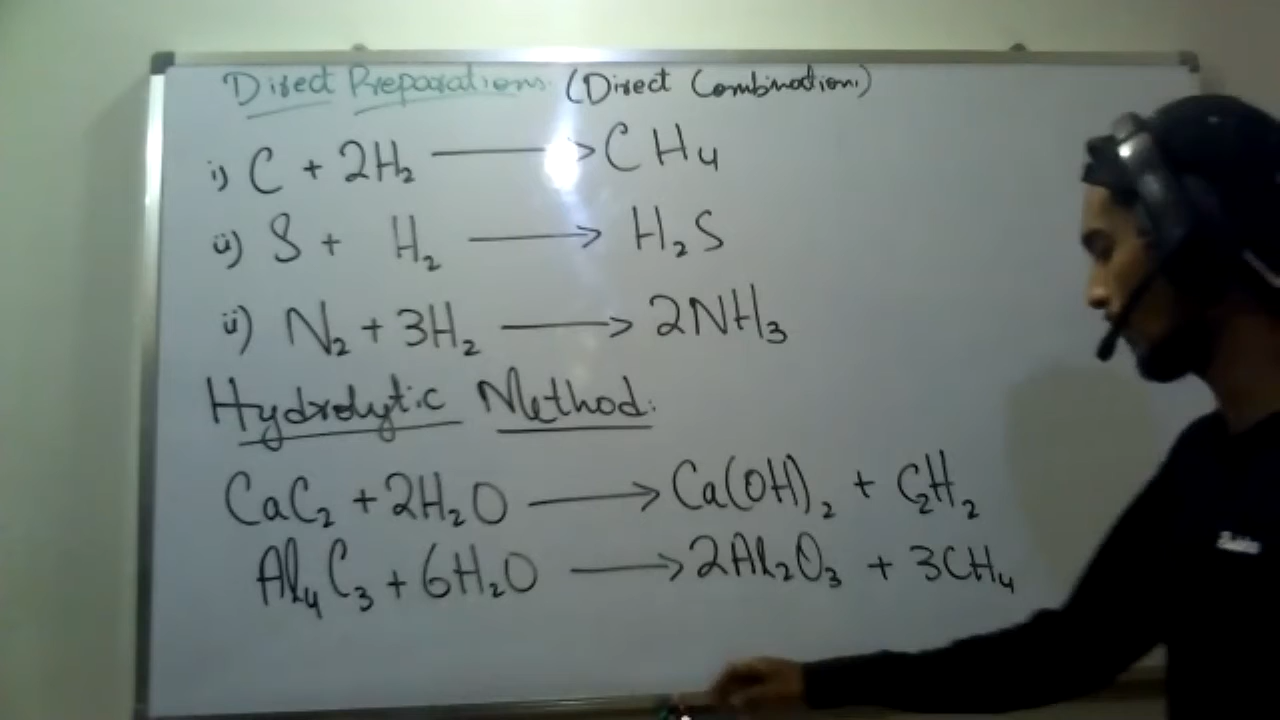 Direct Preparations (Direct Combination)
i) C + 2H₂ ⟶ CH₄
ii) S + H₂ ⟶ H₂S
ii) N₂ + 3H₂ ⟶ 2NH₃
Hydrolytic Method:
CaC₂ + 2H₂O ⟶ Ca(OH)₂ + C₂H₂
Al₄C₃ + 6H₂O ⟶ 2Al₂O₃ + 3CH₄